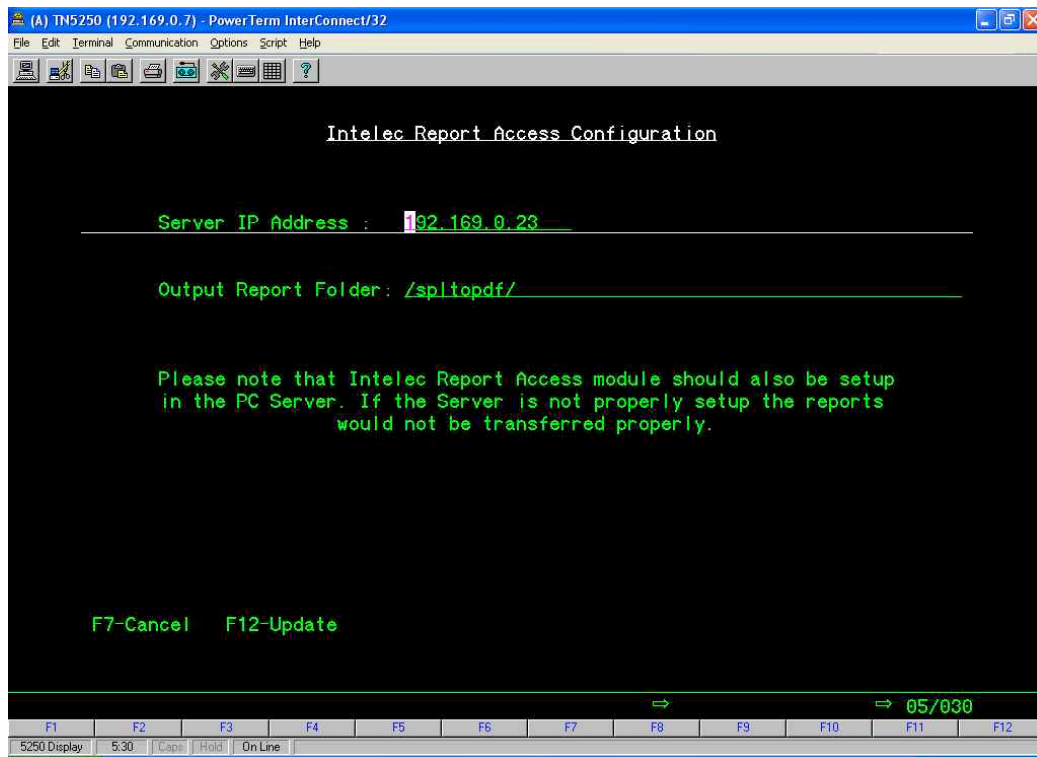 (A) TN5250 (192.169.0.7) - PowerTerm InterConnect/32
File Edit Terminal Communication Options Script Help
Intelec Report Access Configuration
Server IP Address : 192.169.0.23
Output Report Folder: /spltopdf/
Please note that Intelec Report Access module should also be setup
in the PC Server. If the Server is not properly setup the reports
would not be transferred properly.
F7-Cancel F12-Update
05/030
F1 F2 F3 F4 F5 F6 F7 F8 F9 F10 F11 F12
5250 Display 5:30 Caps Hold On Line